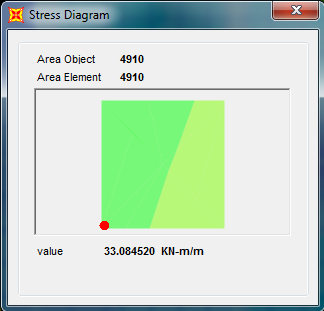 Stress Diagram
Area Object 4910
Area Element 4910
value 33.084520 KN-m/m